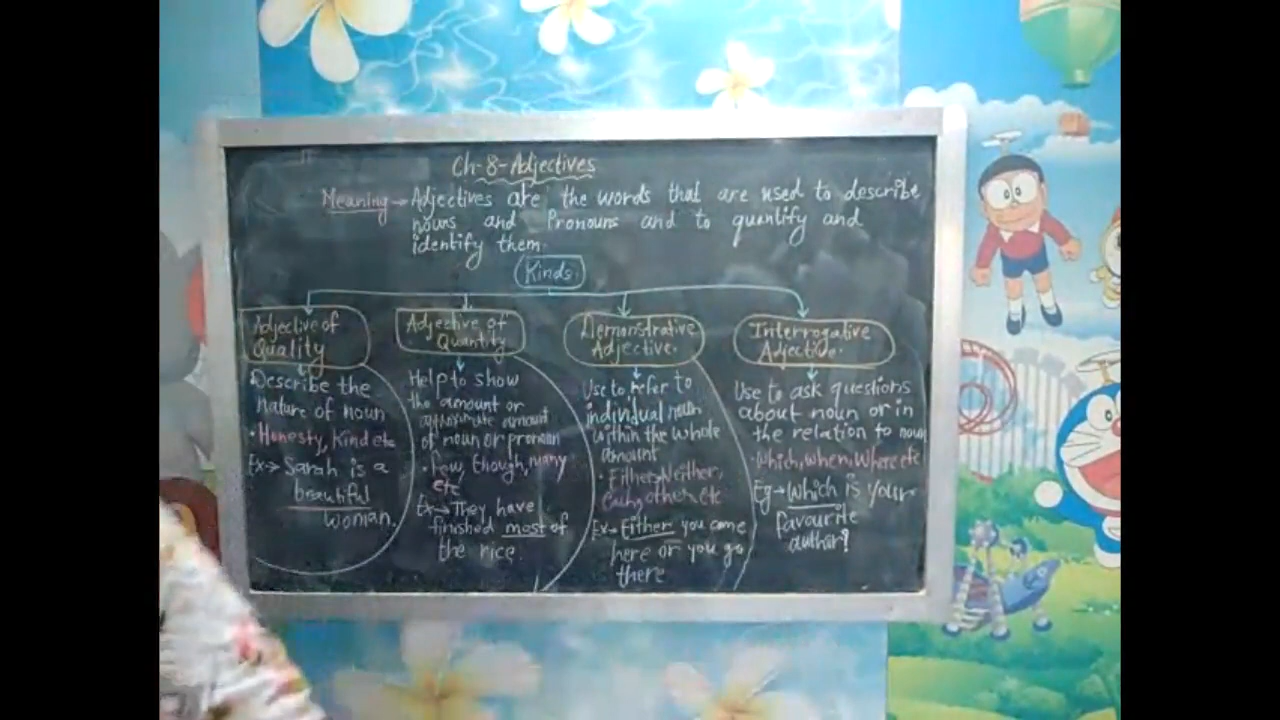 Ch-8-Adjectives
Meaning → Adjectives are the words that are used to describe
nouns and Pronouns and to quantify and
identify them.
Kinds.
Adjective of
Quality
Describe the
nature of noun
• Honesty, Kind etc
Ex → Sarah is a
beautiful
woman.
Adjective of
Quantity
Help to show
the amount or
approximate amount
of noun or pronoun
• few, Enough, many
etc
Ex → They have
finished most of
the rice.
Demonstrative
Adjective.
Use to refer to
individual noun
within the whole
amount
• Either, Neither,
other, etc
Ex → Either you come
here or you go
there
Interrogative
Adjective.
Use to ask questions
about noun or in
the relation to noun
• Which, when, Where etc
Eg → Which is your
favourite
author?